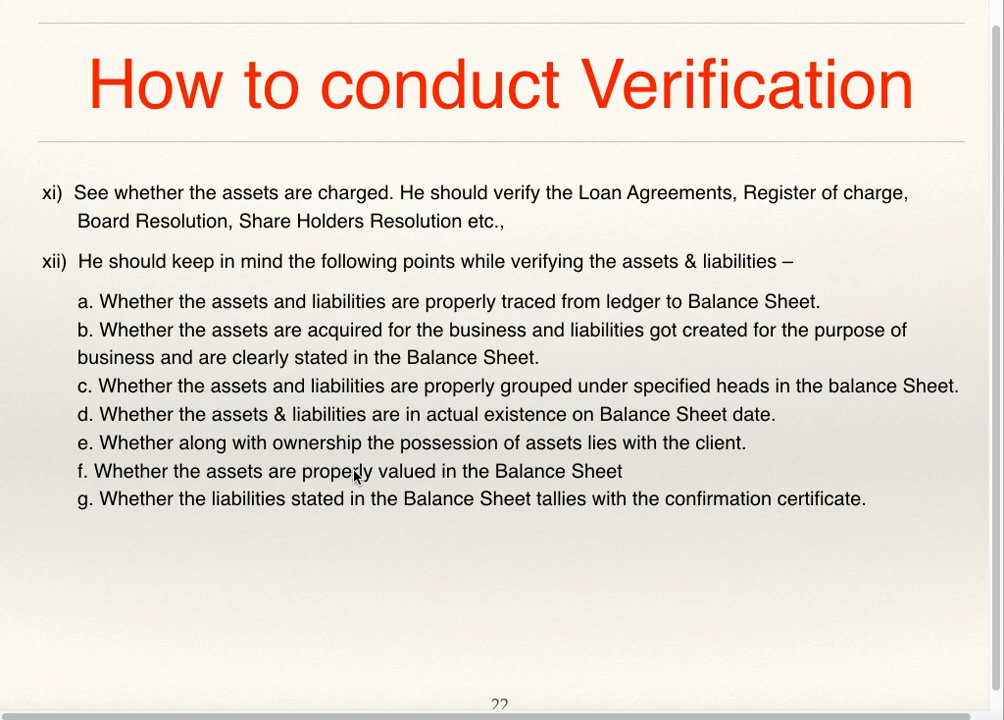 How to conduct Verification
xi) See whether the assets are charged. He should verify the Loan Agreements, Register of charge,
Board Resolution, Share Holders Resolution etc.,
xii) He should keep in mind the following points while verifying the assets & liabilities –
a. Whether the assets and liabilities are properly traced from ledger to Balance Sheet.
b. Whether the assets are acquired for the business and liabilities got created for the purpose of
business and are clearly stated in the Balance Sheet.
c. Whether the assets and liabilities are properly grouped under specified heads in the balance Sheet.
d. Whether the assets & liabilities are in actual existence on Balance Sheet date.
e. Whether along with ownership the possession of assets lies with the client.
f. Whether the assets are properly valued in the Balance Sheet
g. Whether the liabilities stated in the Balance Sheet tallies with the confirmation certificate.
22